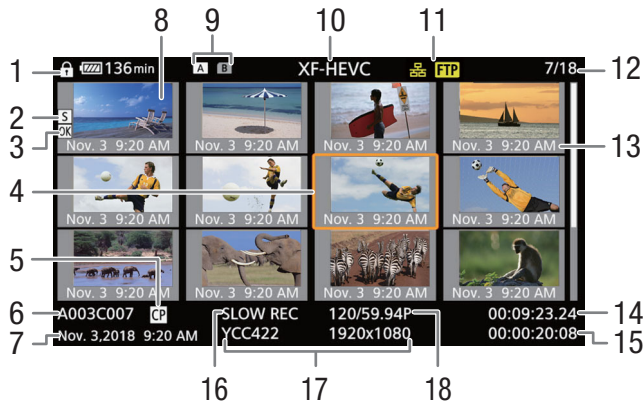 8 9 10 11
1 136 min A B XF-HEVC FTP 7/18 12
2 S
3 OK
Nov. 3 9:20 AM Nov. 3 9:20 AM Nov. 3 9:20 AM Nov. 3 9:20 AM 13
4
Nov. 3 9:20 AM Nov. 3 9:20 AM Nov. 3 9:20 AM Nov. 3 9:20 AM
5
Nov. 3 9:20 AM Nov. 3 9:20 AM Nov. 3 9:20 AM Nov. 3 9:20 AM
6 A003C007 CP SLOW REC 120/59.94P 00:09:23.24 14
7 Nov. 3,2018 9:20 AM YCC422 1920x1080 00:00:20:08 15
16 17 18